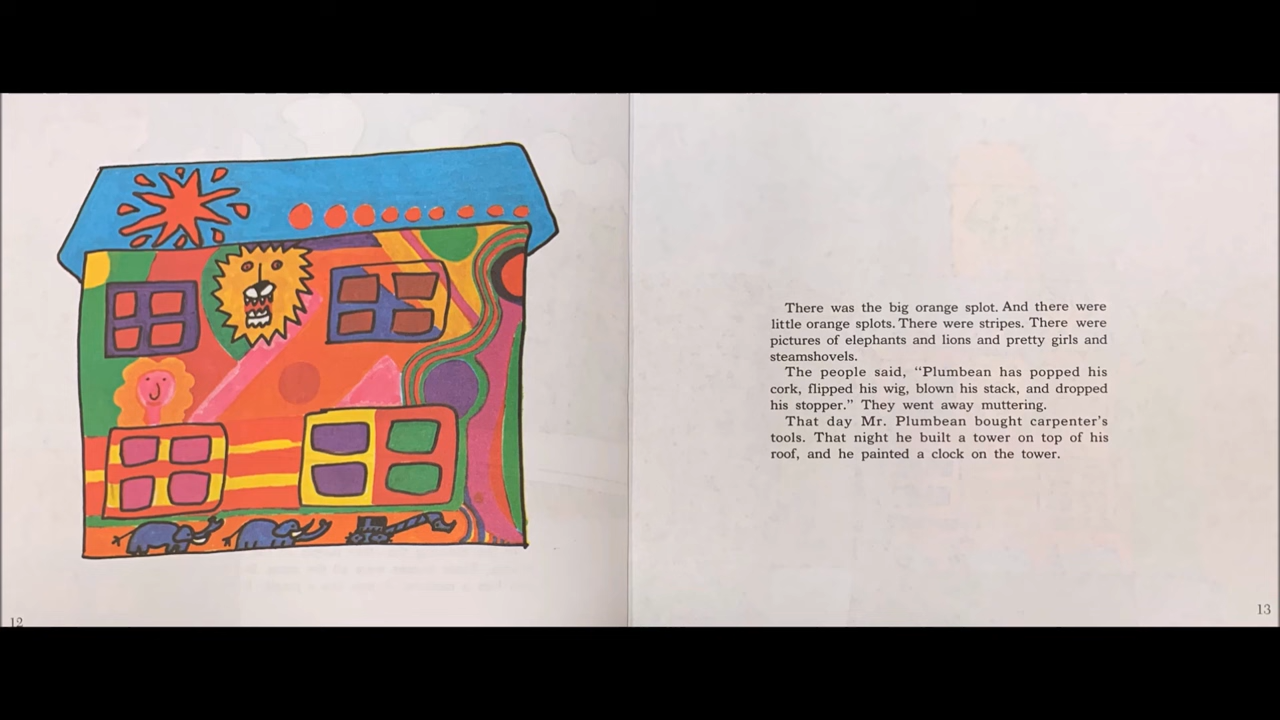 There was the big orange splot. And there were
little orange splots. There were stripes. There were
pictures of elephants and lions and pretty girls and
steamshovels.
The people said, “Plumbean has popped his
cork, flipped his wig, blown his stack, and dropped
his stopper.” They went away muttering.
That day Mr. Plumbean bought carpenter’s
tools. That night he built a tower on top of his
roof, and he painted a clock on the tower.
12
13